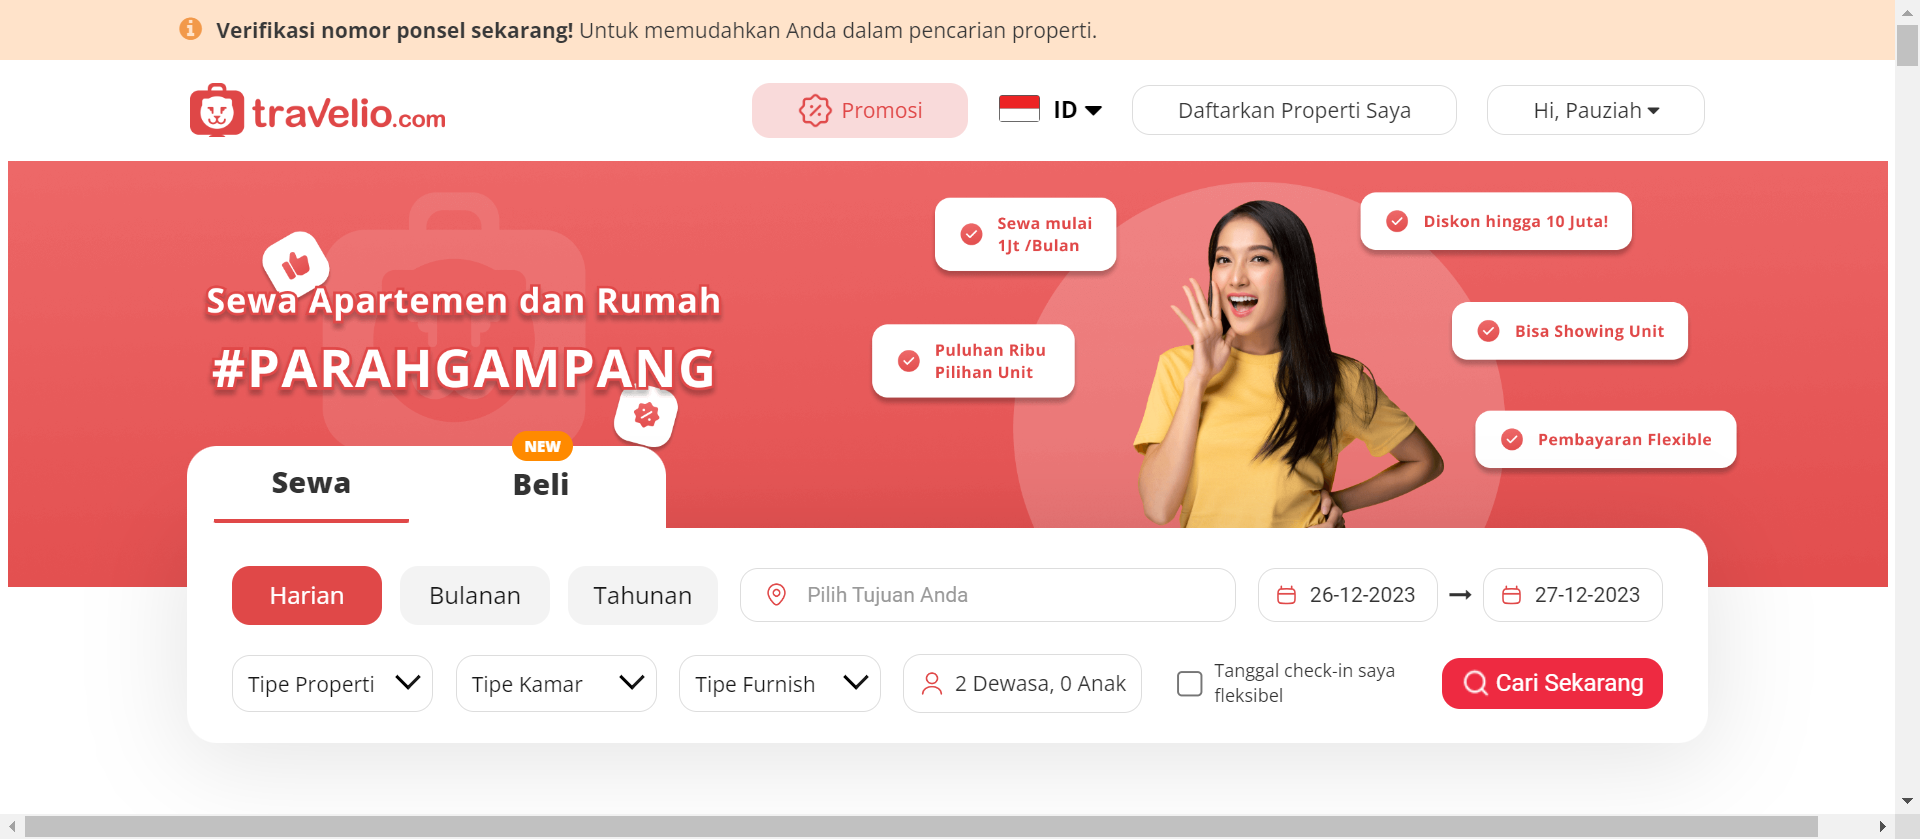 Verifikasi nomor ponsel sekarang! Untuk memudahkan Anda dalam pencarian properti.
travelio.com
Promosi
ID
Daftarkan Properti Saya
Hi, Pauziah
Sewa Apartemen dan Rumah
#PARAHGAMPANG
Sewa mulai
1Jt /Bulan
Puluhan Ribu
Pilihan Unit
Diskon hingga 10 Juta!
Bisa Showing Unit
Pembayaran Flexible
Sewa
NEW
Beli
Harian
Bulanan
Tahunan
Pilih Tujuan Anda
26-12-2023
27-12-2023
Tipe Properti
Tipe Kamar
Tipe Furnish
2 Dewasa, 0 Anak
Tanggal check-in saya
fleksibel
Cari Sekarang